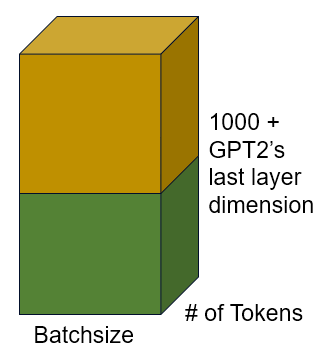 1000 +
GPT2's
last layer
dimension
# of Tokens
Batchsize